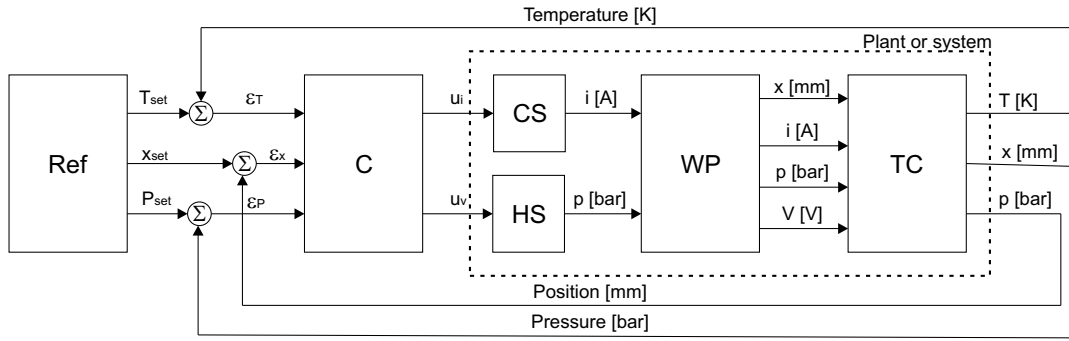 Temperature [K]
Plant or system
Ref
Tset
xset
Pset
Σ
Σ
Σ
εT
εx
εP
C
ui
uv
CS
HS
i [A]
p [bar]
WP
x [mm]
i [A]
p [bar]
V [V]
TC
T [K]
x [mm]
p [bar]
Position [mm]
Pressure [bar]